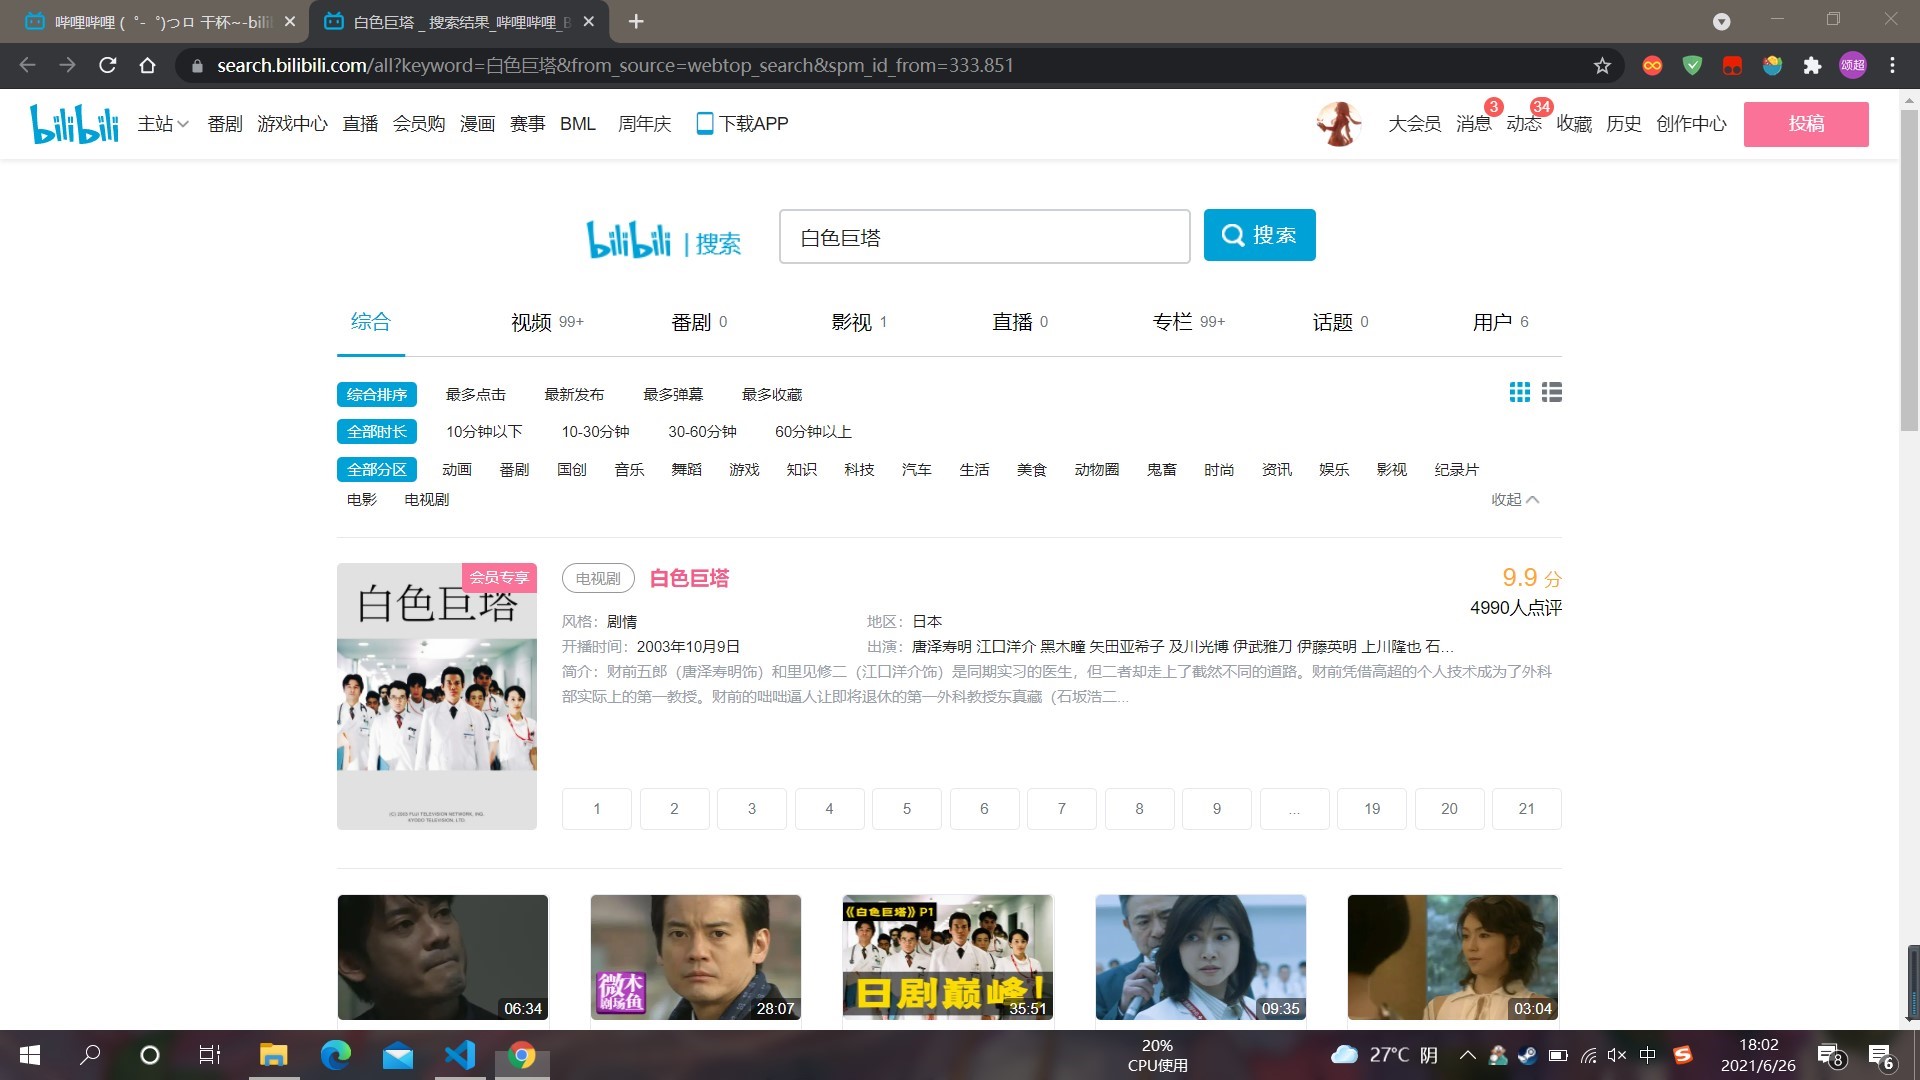 哔哩哔哩 (゜-゜)つロ 干杯~-bili
白色巨塔 _ 搜索结果_哔哩哔哩_B
search.bilibili.com/all?keyword=白色巨塔&from_source=webtop_search&spm_id_from=333.851
颂超
bilibili 主站 番剧 游戏中心 直播 会员购 漫画 赛事 BML 周年庆 下载APP
大会员 消息 3 动态 34 收藏 历史 创作中心 投稿
bilibili | 搜索 白色巨塔 搜索
综合 视频 99+ 番剧 0 影视 1 直播 0 专栏 99+ 话题 0 用户 6
综合排序 最多点击 最新发布 最多弹幕 最多收藏
全部时长 10分钟以下 10-30分钟 30-60分钟 60分钟以上
全部分区 动画 番剧 国创 音乐 舞蹈 游戏 知识 科技 汽车 生活 美食 动物圈 鬼畜 时尚 资讯 娱乐 影视 纪录片
电影 电视剧 收起
会员专享
白色巨塔
电视剧 白色巨塔 9.9 分
4990人点评
风格：剧情 地区：日本
开播时间：2003年10月9日 出演：唐泽寿明 江口洋介 黑木瞳 矢田亚希子 及川光博 伊武雅刀 伊藤英明 上川隆也 石...
简介：财前五郎（唐泽寿明饰）和里见修二（江口洋介饰）是同期实习的医生，但二者却走上了截然不同的道路。财前凭借高超的个人技术成为了外科
部实际上的第一教授。财前的咄咄逼人让即将退休的第一外科教授东真藏（石坂浩二...
(C) 2003 FUJI TELEVISION NETWORK, INC.
KYODO TELEVISION, LTD.
1 2 3 4 5 6 7 8 9 ... 19 20 21
06:34
微木
剧场鱼
28:07
《白色巨塔》P1
日剧巅峰！
35:51
09:35
03:04
20%
CPU使用
27°C 阴
中
18:02
2021/6/26
8
6